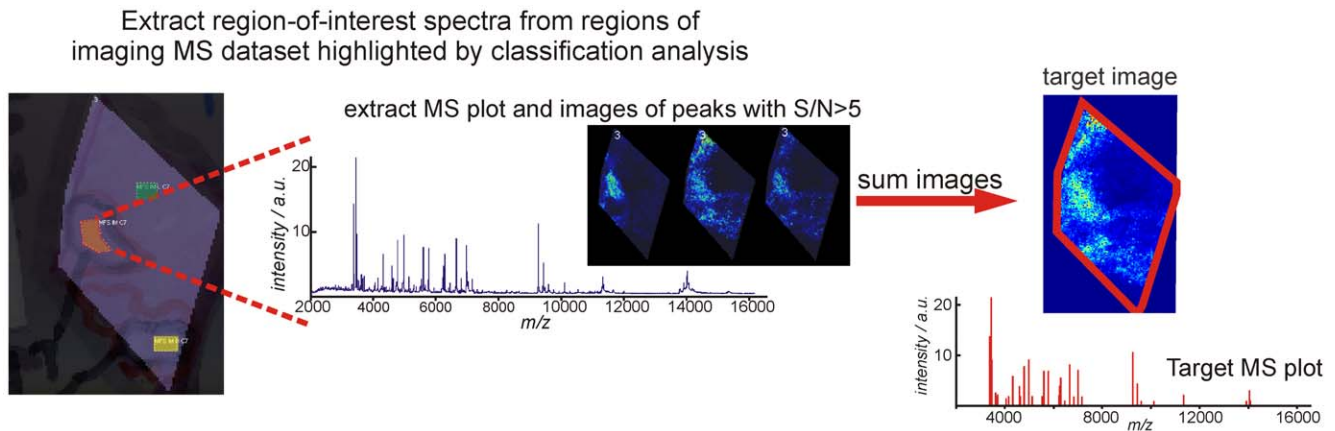 Extract region-of-interest spectra from regions of
imaging MS dataset highlighted by classification analysis
target image
extract MS plot and images of peaks with S/N>5
3
3
3
3
20
10
intensity / a.u.
2000
4000
6000
8000
10000
12000
14000
16000
m/z
sum images
20
10
intensity / a.u.
Target MS plot
4000
8000
12000
16000
m/z